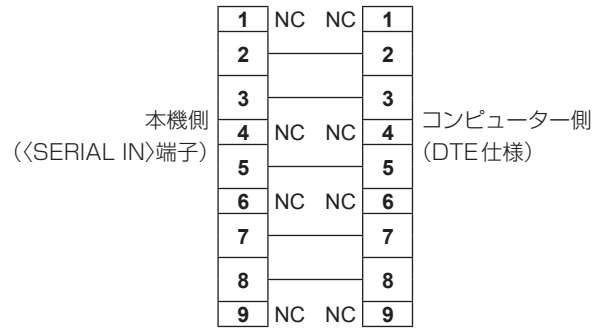 1 NC NC 1
2 2
3 3
本機側
(〈SERIAL IN〉端子)
4 NC NC 4
コンピューター側
(DTE仕様)
5 5
6 NC NC 6
7 7
8 8
9 NC NC 9